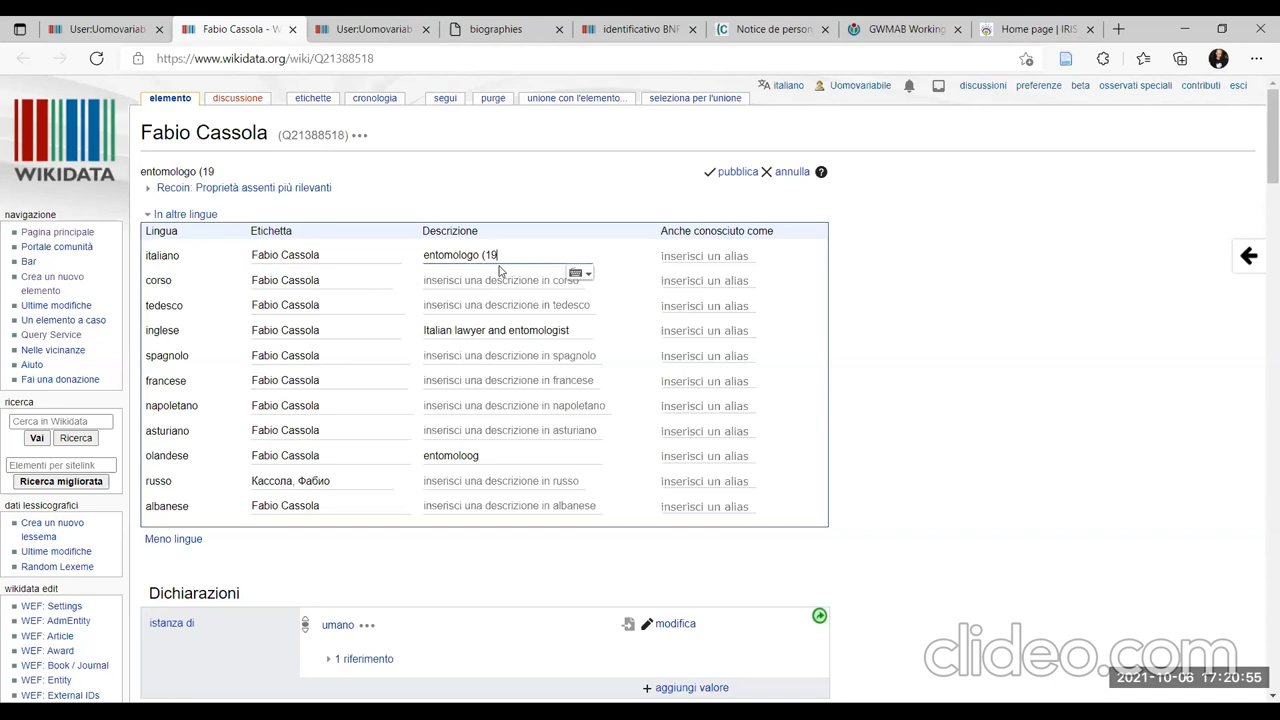 User:Uomovariab
Fabio Cassola - W
User:Uomovariab
biographies
identificativo BNF
Notice de person
GWMAB Working
Home page | IRIS
https://www.wikidata.org/wiki/Q21388518
italiano
Uomovariabile
discussioni
preferenze
beta
osservati speciali
contributi
esci
elemento
discussione
etichette
cronologia
segui
purge
unione con l'elemento...
seleziona per l'unione
WIKIDATA
Fabio Cassola (Q21388518)
entomologo (19
pubblica
annulla
Recoin: Proprietà assenti più rilevanti
In altre lingue
Lingua Etichetta Descrizione Anche conosciuto come
italiano Fabio Cassola entomologo (19 inserisci un alias
corso Fabio Cassola inserisci una descrizione in corso inserisci un alias
tedesco Fabio Cassola inserisci una descrizione in tedesco inserisci un alias
inglese Fabio Cassola Italian lawyer and entomologist inserisci un alias
spagnolo Fabio Cassola inserisci una descrizione in spagnolo inserisci un alias
francese Fabio Cassola inserisci una descrizione in francese inserisci un alias
napoletano Fabio Cassola inserisci una descrizione in napoletano inserisci un alias
asturiano Fabio Cassola inserisci una descrizione in asturiano inserisci un alias
olandese Fabio Cassola entomoloog inserisci un alias
russo Кассола, Фабио inserisci una descrizione in russo inserisci un alias
albanese Fabio Cassola inserisci una descrizione in albanese inserisci un alias
Meno lingue
Dichiarazioni
istanza di
umano
modifica
1 riferimento
+ aggiungi valore
navigazione
Pagina principale
Portale comunità
Bar
Crea un nuovo
elemento
Ultime modifiche
Un elemento a caso
Query Service
Nelle vicinanze
Aiuto
Fai una donazione
ricerca
Cerca in Wikidata
Vai
Ricerca
Elementi per sitelink
Ricerca migliorata
dati lessicografici
Crea un nuovo
lessema
Ultime modifiche
Random Lexeme
wikidata edit
WEF: Settings
WEF: AdmEntity
WEF: Article
WEF: Award
WEF: Book / Journal
WEF: Entity
WEF: External IDs
clideo.com
2021-10-06 17:20:55